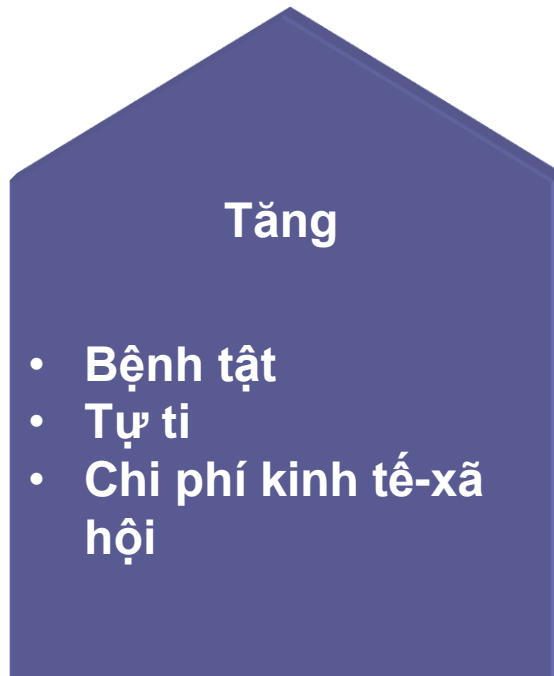 Tăng
• Bệnh tật
• Tự ti
• Chi phí kinh tế-xã
hội